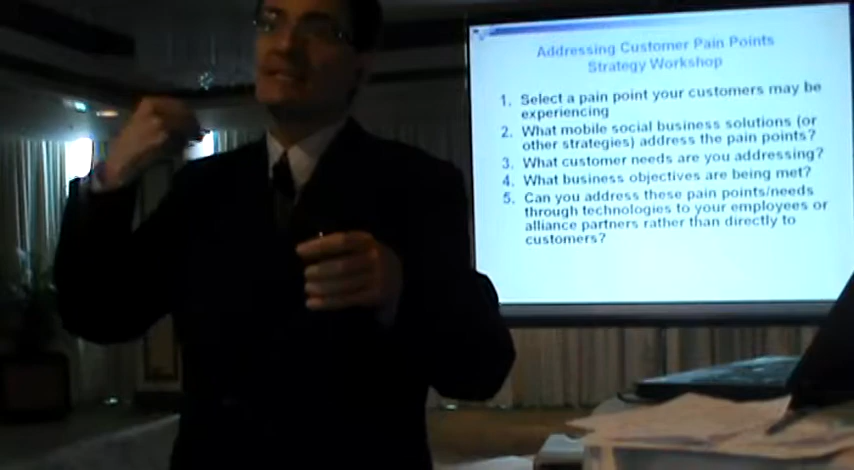 Addressing Customer Pain Points
Strategy Workshop
1. Select a pain point your customers may be
experiencing
2. What mobile social business solutions (or
other strategies) address the pain points?
3. What customer needs are you addressing?
4. What business objectives are being met?
5. Can you address these pain points/needs
through technologies to your employees or
alliance partners rather than directly to
customers?